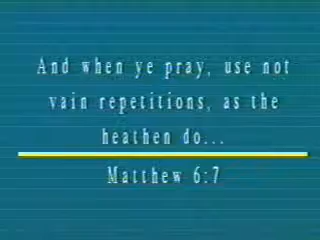 And when ye pray, use not
vain repetitions, as the
heathen do...
Matthew 6:7